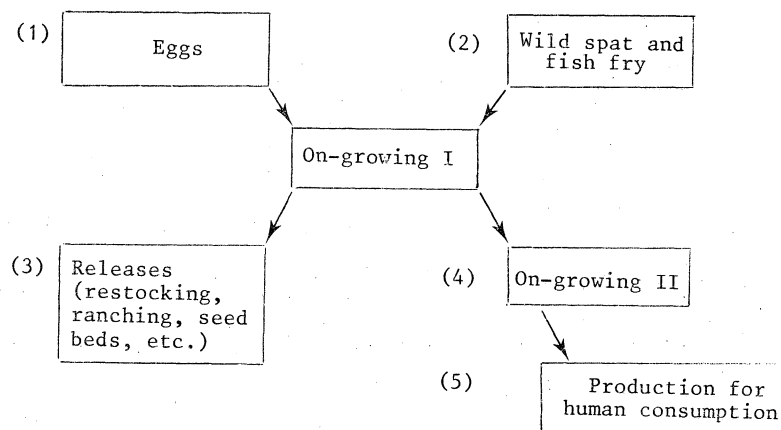 (1)
Eggs
(2)
Wild spat and
fish fry
On-growing I
(3)
Releases
(restocking,
ranching, seed
beds, etc.)
(4)
On-growing II
(5)
Production for
human consumption